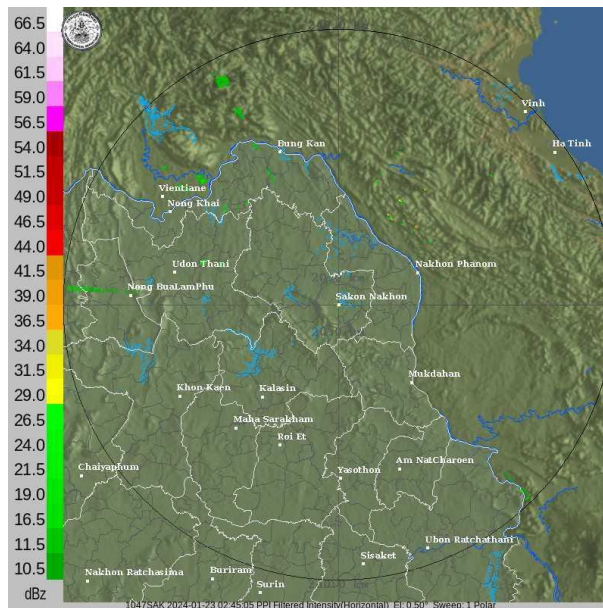 66.5
64.0
61.5
59.0
56.5
54.0
51.5
49.0
46.5
44.0
41.5
39.0
36.5
34.0
31.5
29.0
26.5
24.0
21.5
19.0
16.5
11.5
10.5
dBz
Vinh
Ha Tinh
Bung Kan
Vientiane
Nong Khai
Udon Thani
Nakhon Phanom
Nong BuaLamPhu
Sakon Nakhon
Mukdahan
Khon Kaen
Kalasin
Maha Sarakham
Roi Et
Chaiyaphum
Yasothon
Am NatCharoen
Ubon Ratchathani
Sisaket
Nakhon Ratchasima
Buriram
Surin
1047SAK 2024-01-23 02:45:05 PPI Filtered Intensity(Horizontal) El: 0.50° Sweep: 1 Polar